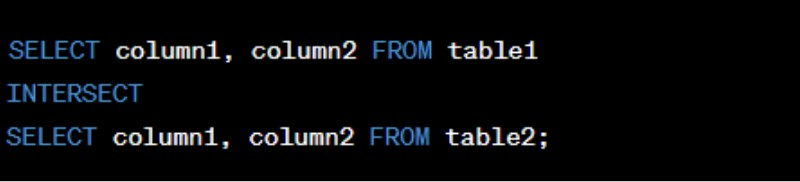 SELECT column1, column2 FROM table1
INTERSECT
SELECT column1, column2 FROM table2;